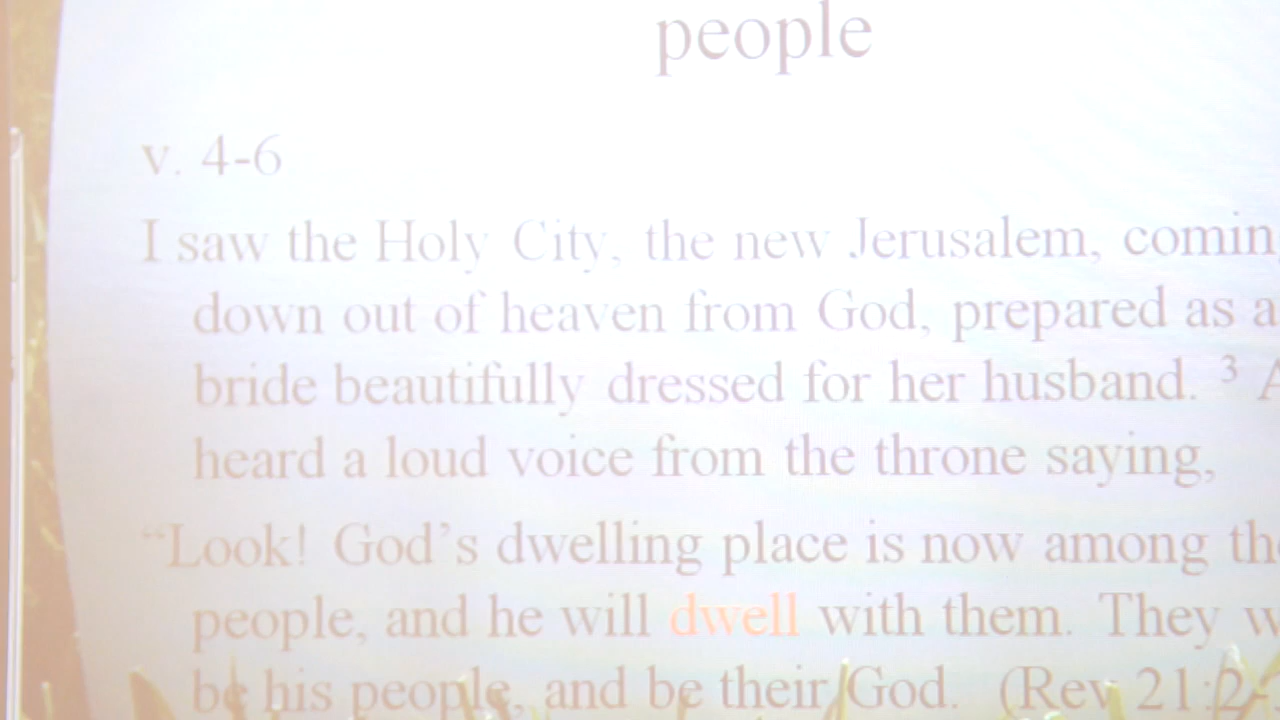 people
v. 4-6
I saw the Holy City, the new Jerusalem, coming
down out of heaven from God, prepared as a
bride beautifully dressed for her husband. ³ A
heard a loud voice from the throne saying,
“Look! God’s dwelling place is now among the
people, and he will dwell with them. They w
be his people, and be their God. (Rev 21:2-